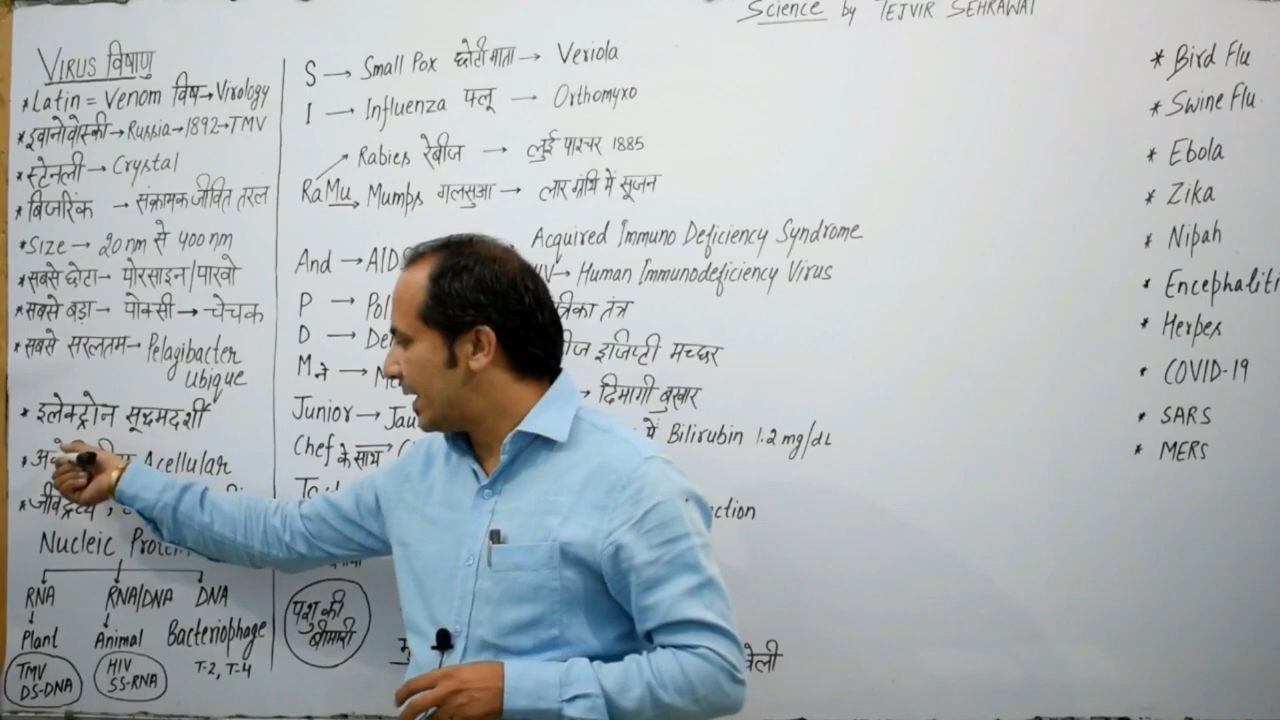 Science by TEJVIR SEHRAWAT
VIRUS विषाणु
*Latin = Venom विष→Virology
*इवानोवोस्की→Russia→1892→TMV
*स्टेनली→Crystal
*बिजरिंक → संक्रामक जीवित तरल
*Size→ 20nm से 400nm
*सबसे छोटा→ पोरसाइन/पारवो
*सबसे बड़ा→ पोक्सी→ चेचक
*सबसे सरलतम→ Pelagibacter
Ubique
*इलेक्ट्रोन सूक्ष्मदर्शी
* Acellular
Nucleic
RNA RNA/DNA DNA
Plant Animal Bacteriophage
TMV HIV T-2, T-4
DS-DNA SS-RNA
S → Small Pox छोटी माता → Veriola
I → Influenza फ्लू → Orthomyxo
Rabies रेबीज → लुई पाश्चर 1885
RaMu Mumps गलसुआ → लार ग्रंथि में सूजन
Acquired Immuno Deficiency Syndrome
And →AID
→ Human Immunodeficiency Virus
P → Pol तंत्र
D → De इजिप्टी मच्छर
M ने →
→ दिमागी बुखार
Junior→ Jau में Bilirubin 1.2mg/dL
Chef के साथ
ction
पशु की
बीमारी
* Bird Flu
* Swine Flu
* Ebola
* Zika
* Nipah
* Encephaliti
* Herpes
* COVID-19
* SARS
* MERS